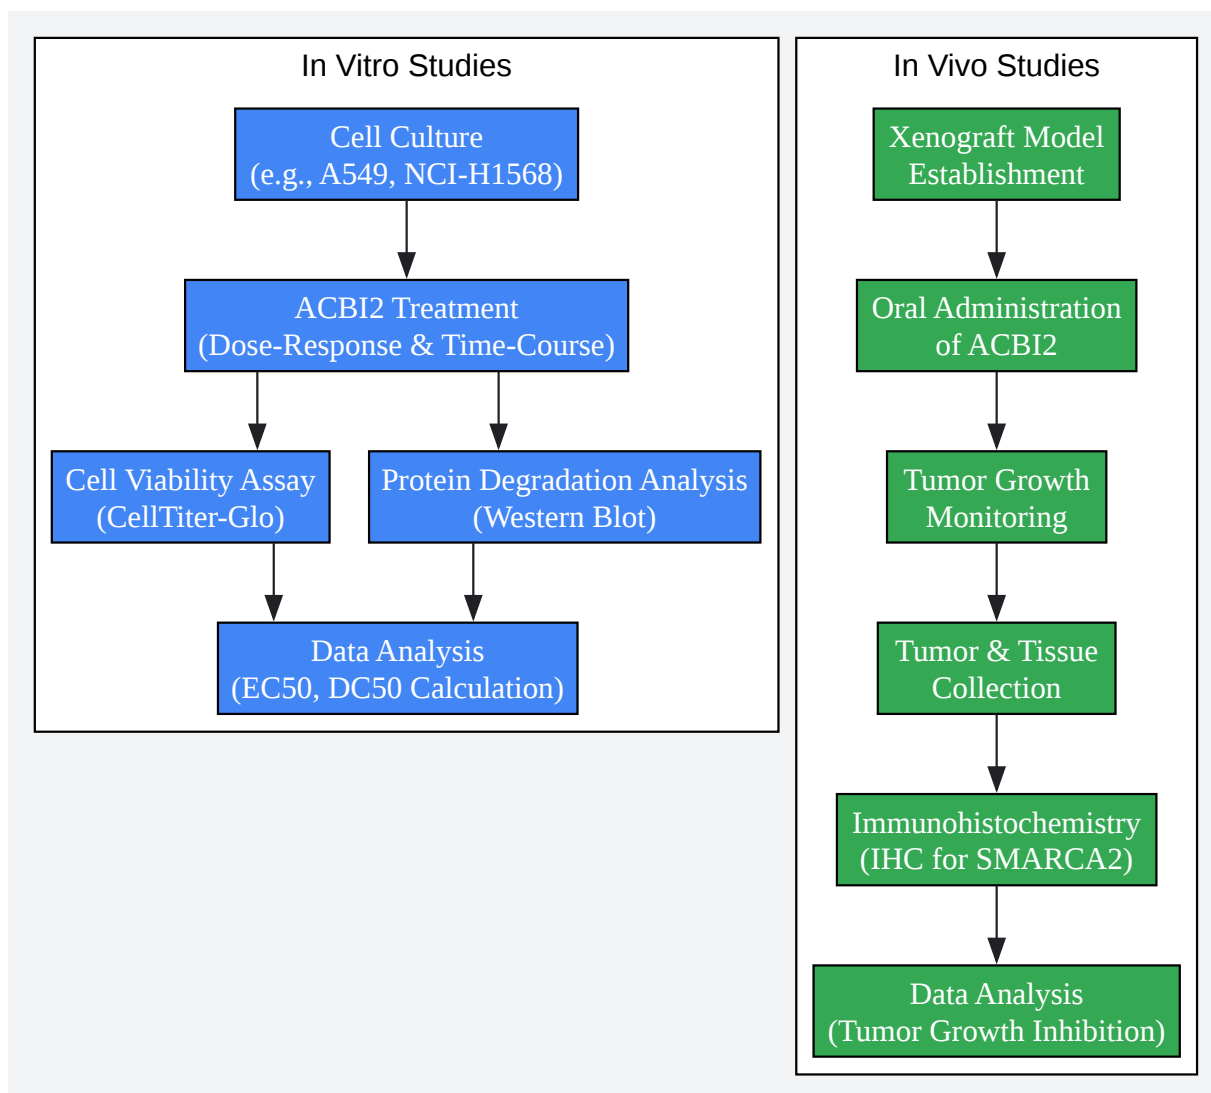 In Vitro Studies
Cell Culture
(e.g., A549, NCI-H1568)
ACBI2 Treatment
(Dose-Response & Time-Course)
Cell Viability Assay
(CellTiter-Glo)
Protein Degradation Analysis
(Western Blot)
Data Analysis
(EC50, DC50 Calculation)
In Vivo Studies
Xenograft Model
Establishment
Oral Administration
of ACBI2
Tumor Growth
Monitoring
Tumor & Tissue
Collection
Immunohistochemistry
(IHC for SMARCA2)
Data Analysis
(Tumor Growth Inhibition)